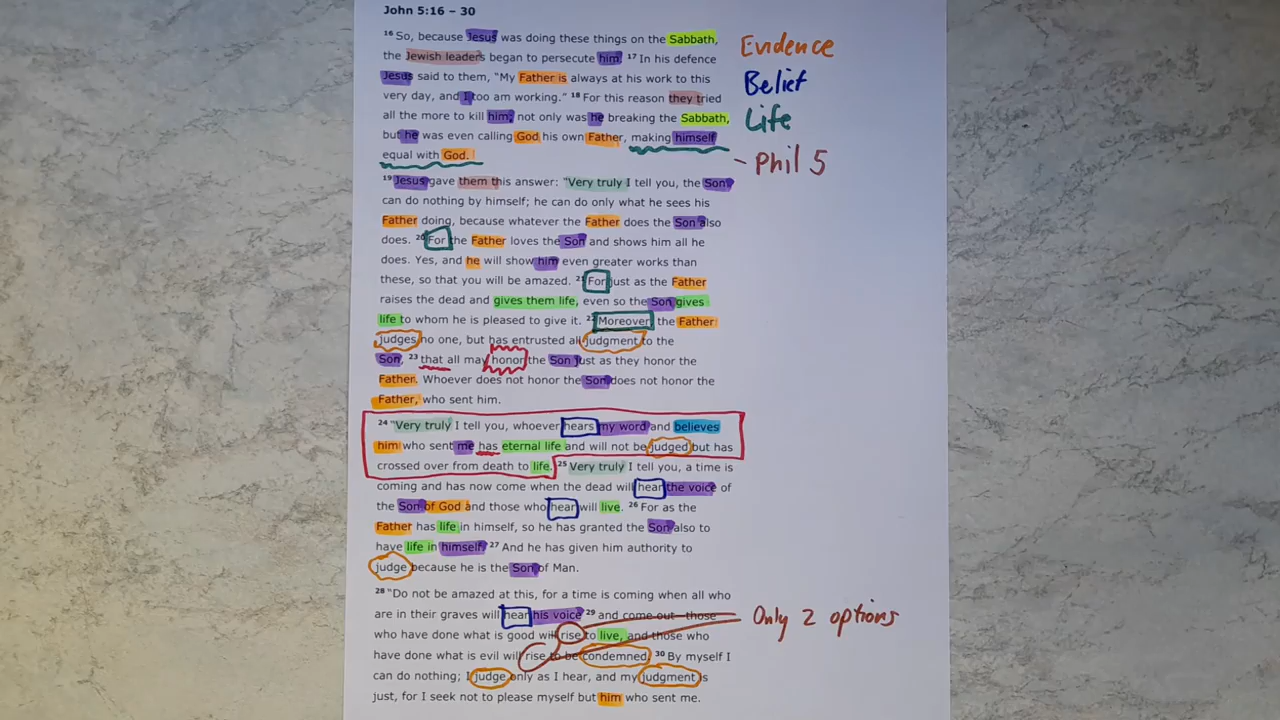 John 5:16 – 30
16 So, because Jesus was doing these things on the Sabbath,
the Jewish leaders began to persecute him. 17 In his defence
Jesus said to them, “My Father is always at his work to this
very day, and I too am working.” 18 For this reason they tried
all the more to kill him; not only was he breaking the Sabbath,
but he was even calling God his own Father, making himself
equal with God.
19 Jesus gave them this answer: “Very truly I tell you, the Son
can do nothing by himself; he can do only what he sees his
Father doing, because whatever the Father does the Son also
does. 20 For the Father loves the Son and shows him all he
does. Yes, and he will show him even greater works than
these, so that you will be amazed. 21 For just as the Father
raises the dead and gives them life, even so the Son gives
life to whom he is pleased to give it. 22 Moreover, the Father
judges no one, but has entrusted all judgment to the
Son, 23 that all may honor the Son just as they honor the
Father. Whoever does not honor the Son does not honor the
Father, who sent him.
24 “Very truly I tell you, whoever hears my word and believes
him who sent me has eternal life and will not be judged but has
crossed over from death to life. 25 Very truly I tell you, a time is
coming and has now come when the dead will hear the voice of
the Son of God and those who hear will live. 26 For as the
Father has life in himself, so he has granted the Son also to
have life in himself. 27 And he has given him authority to
judge because he is the Son of Man.
28 “Do not be amazed at this, for a time is coming when all who
are in their graves will hear his voice 29 and come out—those
who have done what is good will rise to live, and those who
have done what is evil will rise to be condemned. 30 By myself I
can do nothing; I judge only as I hear, and my judgment is
just, for I seek not to please myself but him who sent me.
Evidence
Belief
Life
- Phil 5
Only 2 options